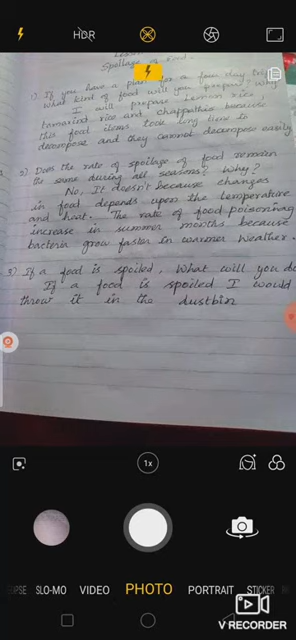 HDR
Spoilage of food.
1) If you have a plan for a four day trip
What kind of food will you prepare? Why
I will prepare Lemon rice,
tamarind rice and chappathis because
this food items took long time to
decompose and they cannot decompose easily
2) Does the rate of spoilage of food remain
the same during all seasons? Why?
No, It doesn't because changes
in food depends upon the temperature
and heat. The rate of food poisoning
increase in summer months because
bacteria grow faster in warmer weather.
3) If a food is spoiled, What will you do
If a food is spoiled I would
throw it in the dustbin
1x
SLO-MO VIDEO PHOTO PORTRAIT STICKER
V RECORDER